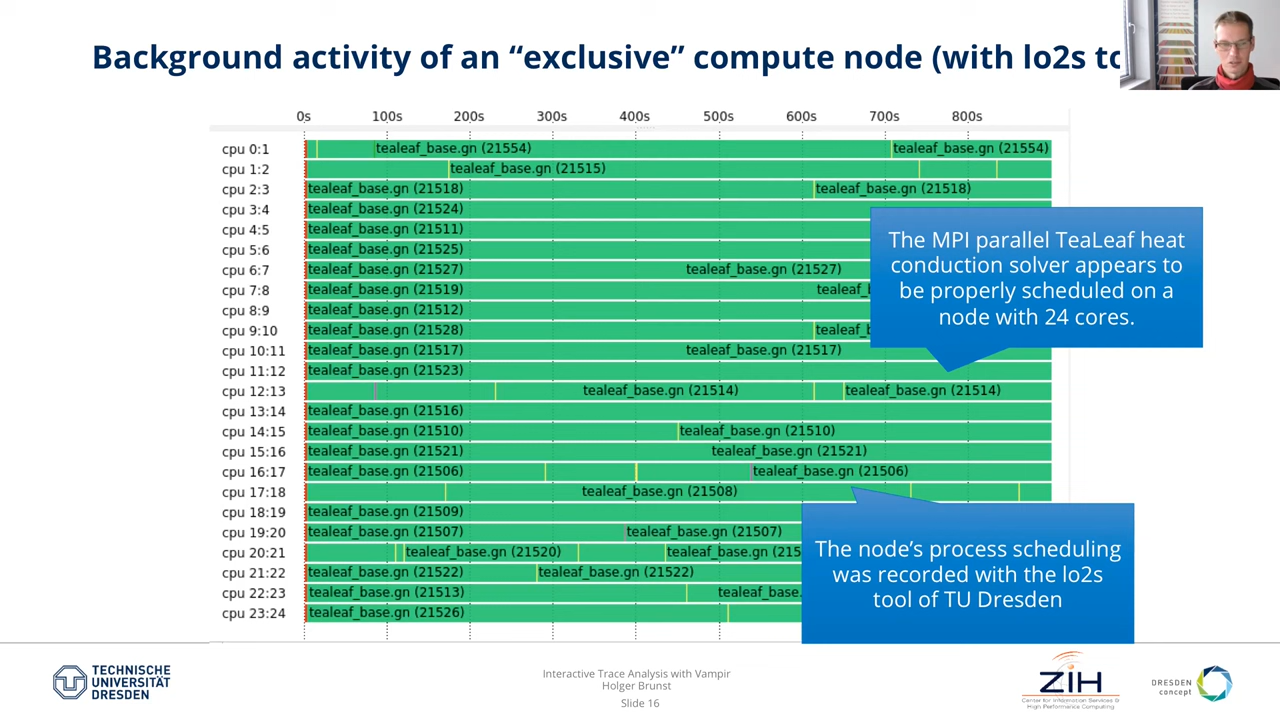 Background activity of an “exclusive” compute node (with lo2s to
0s 100s 200s 300s 400s 500s 600s 700s 800s
cpu 0:1 tealeaf_base.gn (21554) tealeaf_base.gn (21554)
cpu 1:2 tealeaf_base.gn (21515)
cpu 2:3 tealeaf_base.gn (21518) tealeaf_base.gn (21518)
cpu 3:4 tealeaf_base.gn (21524)
cpu 4:5 tealeaf_base.gn (21511)
cpu 5:6 tealeaf_base.gn (21525)
cpu 6:7 tealeaf_base.gn (21527) tealeaf_base.gn (21527)
cpu 7:8 tealeaf_base.gn (21519) tealeaf_b
cpu 8:9 tealeaf_base.gn (21512)
cpu 9:10 tealeaf_base.gn (21528) tealeaf_b
cpu 10:11 tealeaf_base.gn (21517) tealeaf_base.gn (21517)
cpu 11:12 tealeaf_base.gn (21523)
cpu 12:13 tealeaf_base.gn (21514) tealeaf_base.gn (21514)
cpu 13:14 tealeaf_base.gn (21516)
cpu 14:15 tealeaf_base.gn (21510) tealeaf_base.gn (21510)
cpu 15:16 tealeaf_base.gn (21521) tealeaf_base.gn (21521)
cpu 16:17 tealeaf_base.gn (21506) tealeaf_base.gn (21506)
cpu 17:18 tealeaf_base.gn (21508)
cpu 18:19 tealeaf_base.gn (21509)
cpu 19:20 tealeaf_base.gn (21507) tealeaf_base.gn (21507)
cpu 20:21 tealeaf_base.gn (21520) tealeaf_base.gn (215
cpu 21:22 tealeaf_base.gn (21522) tealeaf_base.gn (21522)
cpu 22:23 tealeaf_base.gn (21513) tealeaf_base.
cpu 23:24 tealeaf_base.gn (21526)
The MPI parallel TeaLeaf heat
conduction solver appears to
be properly scheduled on a
node with 24 cores.
The node’s process scheduling
was recorded with the lo2s
tool of TU Dresden
TECHNISCHE
UNIVERSITÄT
DRESDEN
Interactive Trace Analysis with Vampir
Holger Brunst
Slide 16
ZIH
Center for Information Services &
High Performance Computing
DRESDEN
concept